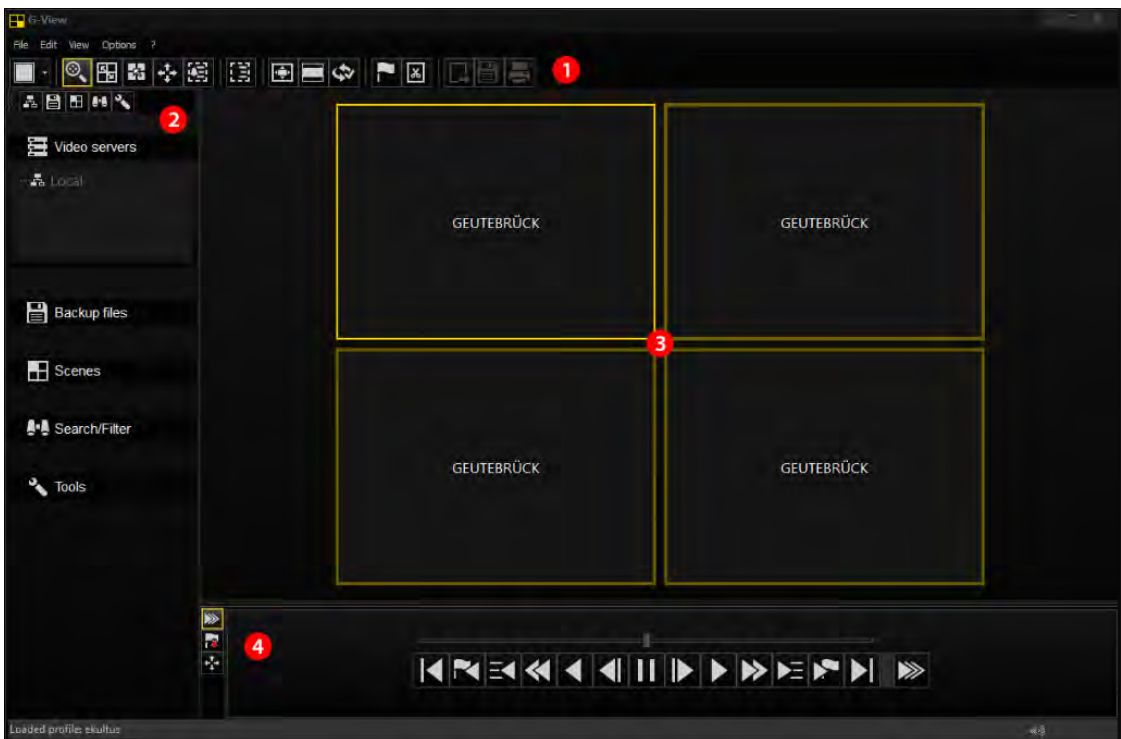 G-View
File Edit View Options ?
1
2
Video servers
Local
GEUTEBRÜCK
GEUTEBRÜCK
Backup files
3
Scenes
Search/Filter
GEUTEBRÜCK
GEUTEBRÜCK
Tools
4
Loaded profile: ekultus